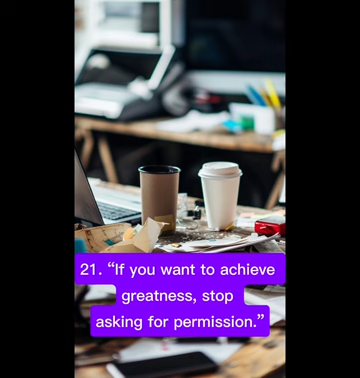 21. “If you want to achieve
greatness, stop
asking for permission.”